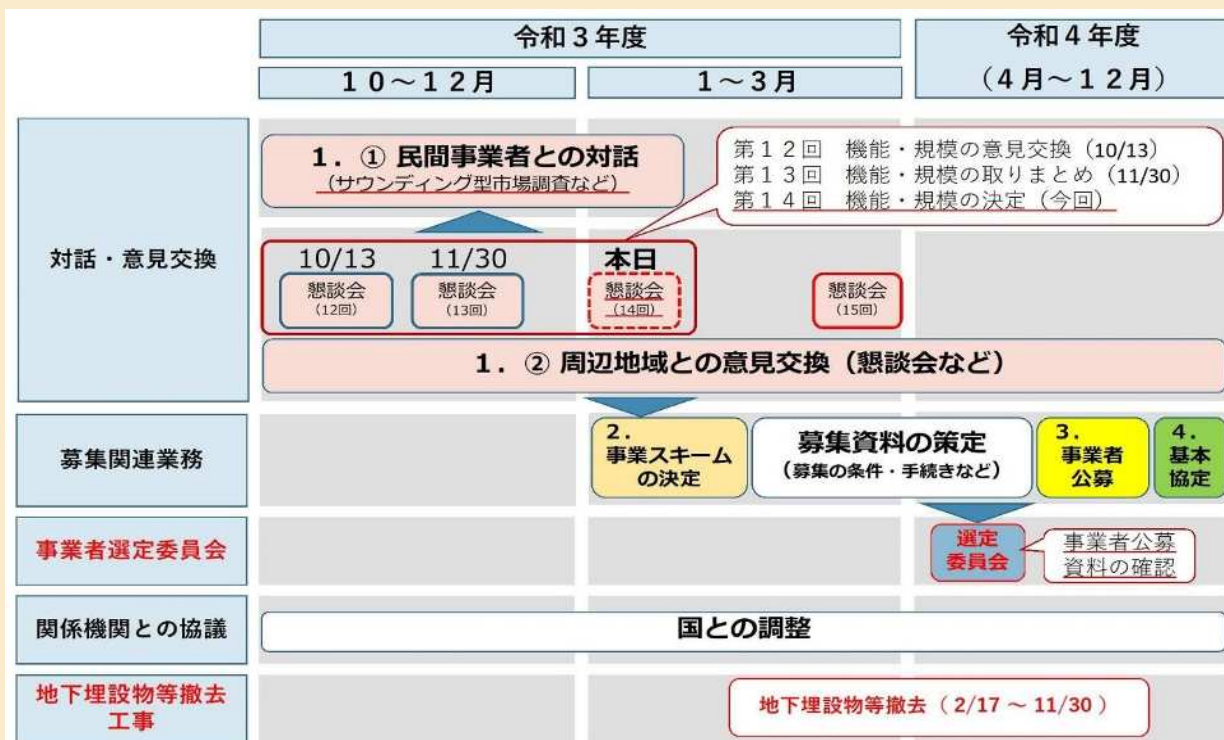 令和３年度
令和４年度
（４月～１２月）
１０～１２月
１～３月
対話・意見交換
１．① 民間事業者との対話
（サウンディング型市場調査など）
第１２回　機能・規模の意見交換（10/13）
第１３回　機能・規模の取りまとめ（11/30）
第１４回　機能・規模の決定（今回）
10/13
11/30
本日
懇談会
（12回）
懇談会
（13回）
懇談会
（14回）
懇談会
（15回）
１．② 周辺地域との意見交換（懇談会など）
募集関連業務
２．
事業スキーム
の決定
募集資料の策定
（募集の条件・手続きなど）
３．
事業者
公募
４．
基本
協定
事業者選定委員会
選定
委員会
事業者公募
資料の確認
関係機関との協議
国との調整
地下埋設物等撤去
工事
地下埋設物等撤去（ 2/17 ～ 11/30 ）